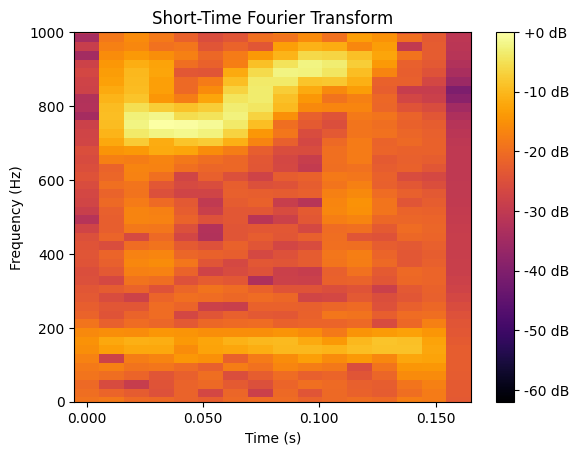 Short-Time Fourier Transform
1000
800
600
400
200
0
Frequency (Hz)
0.000
0.050
0.100
0.150
Time (s)
+0 dB
-10 dB
-20 dB
-30 dB
-40 dB
-50 dB
-60 dB